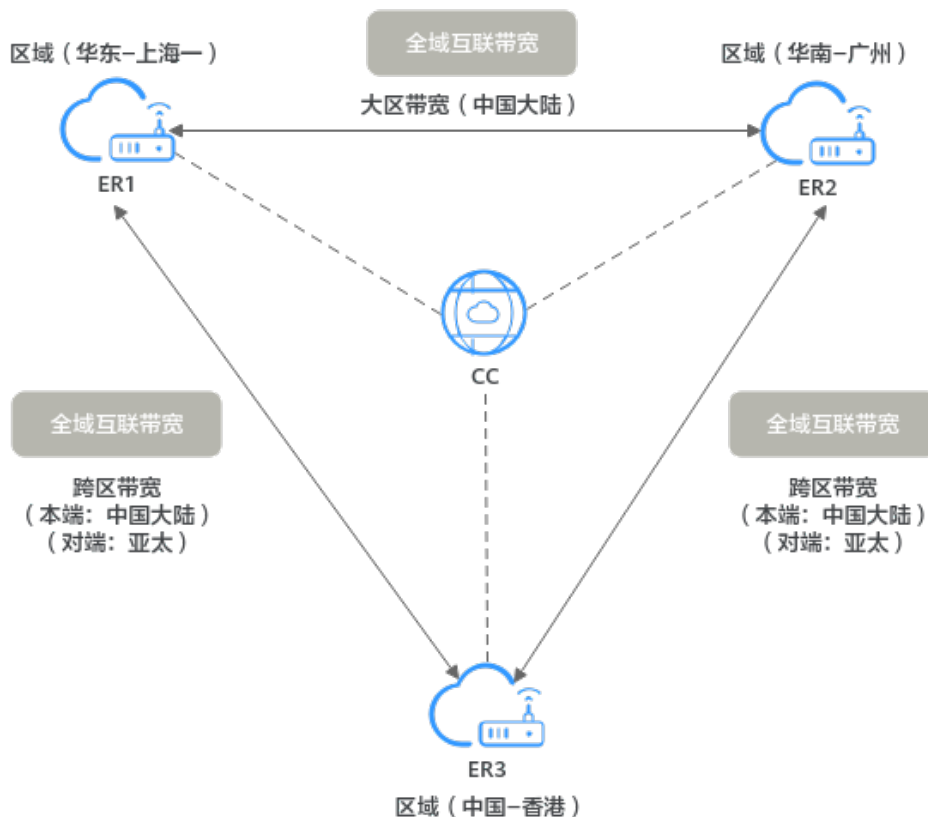 全域互联带宽
区域（华东-上海一）
区域（华南-广州）
大区带宽（中国大陆）
ER1
ER2
CC
全域互联带宽
跨区带宽
（本端：中国大陆）
（对端：亚太）
全域互联带宽
跨区带宽
（本端：中国大陆）
（对端：亚太）
ER3
区域（中国-香港）